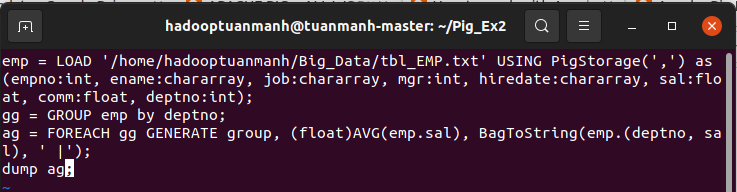 hadooptuanmanh@tuanmanh-master: ~/Pig_Ex2
emp = LOAD '/home/hadooptuanmanh/Big_Data/tbl_EMP.txt' USING PigStorage(',') as
(empno:int, ename:chararray, job:chararray, mgr:int, hiredate:chararray, sal:flo
at, comm:float, deptno:int);
gg = GROUP emp by deptno;
ag = FOREACH gg GENERATE group, (float)AVG(emp.sal), BagToString(emp.(deptno, sa
l), ' |');
dump ag;
~